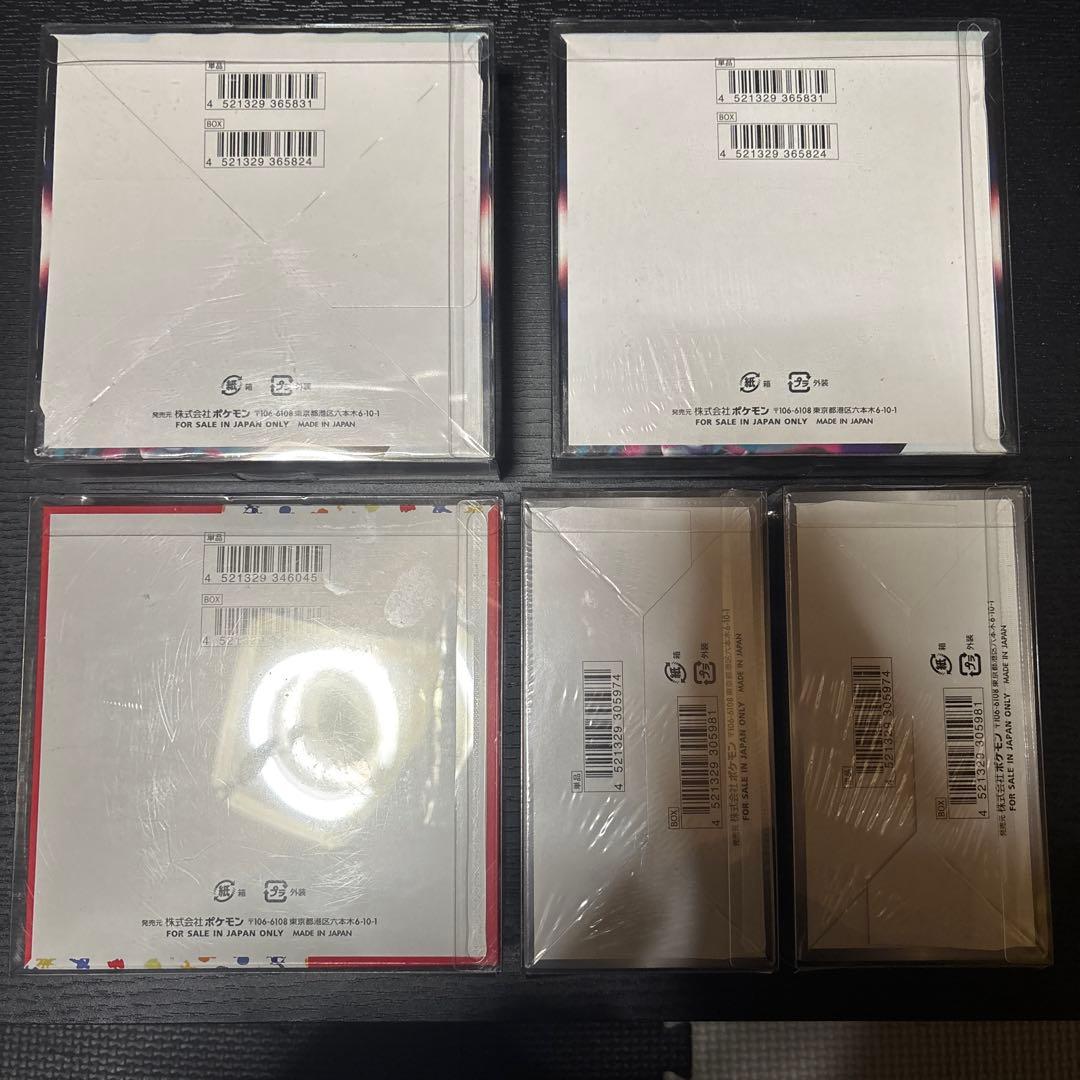 単品
4 521329 365831
BOX
4 521329 365824
紙 箱 プラ 外装
発売元 株式会社ポケモン 〒106-6108 東京都港区六本木6-10-1
FOR SALE IN JAPAN ONLY MADE IN JAPAN
単品
4 521329 365831
BOX
4 521329 365824
紙 箱 プラ 外装
発売元 株式会社ポケモン 〒106-6108 東京都港区六本木6-10-1
FOR SALE IN JAPAN ONLY MADE IN JAPAN
単品
4 521329 346045
BOX
紙 箱 プラ 外装
発売元 株式会社ポケモン 〒106-6108 東京都港区六本木6-10-1
FOR SALE IN JAPAN ONLY MADE IN JAPAN
単品
4 521329 305974
BOX
4 521329 305981
紙 箱 プラ 外装
発売元 株式会社ポケモン 〒106-6108 東京都港区六本木6-10-1
FOR SALE IN JAPAN ONLY MADE IN JAPAN
単品
4 521329 305974
BOX
4 521329 305981
紙 箱 プラ 外装
発売元 株式会社ポケモン 〒106-6108 東京都港区六本木6-10-1
FOR SALE IN JAPAN ONLY MADE IN JAPAN